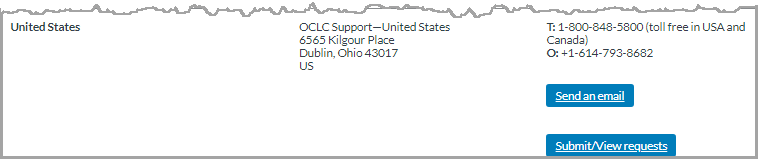 United States
OCLC Support—United States
6565 Kilgour Place
Dublin, Ohio 43017
US
T: 1-800-848-5800 (toll free in USA and
Canada)
O: +1-614-793-8682
Send an email
Submit/View requests